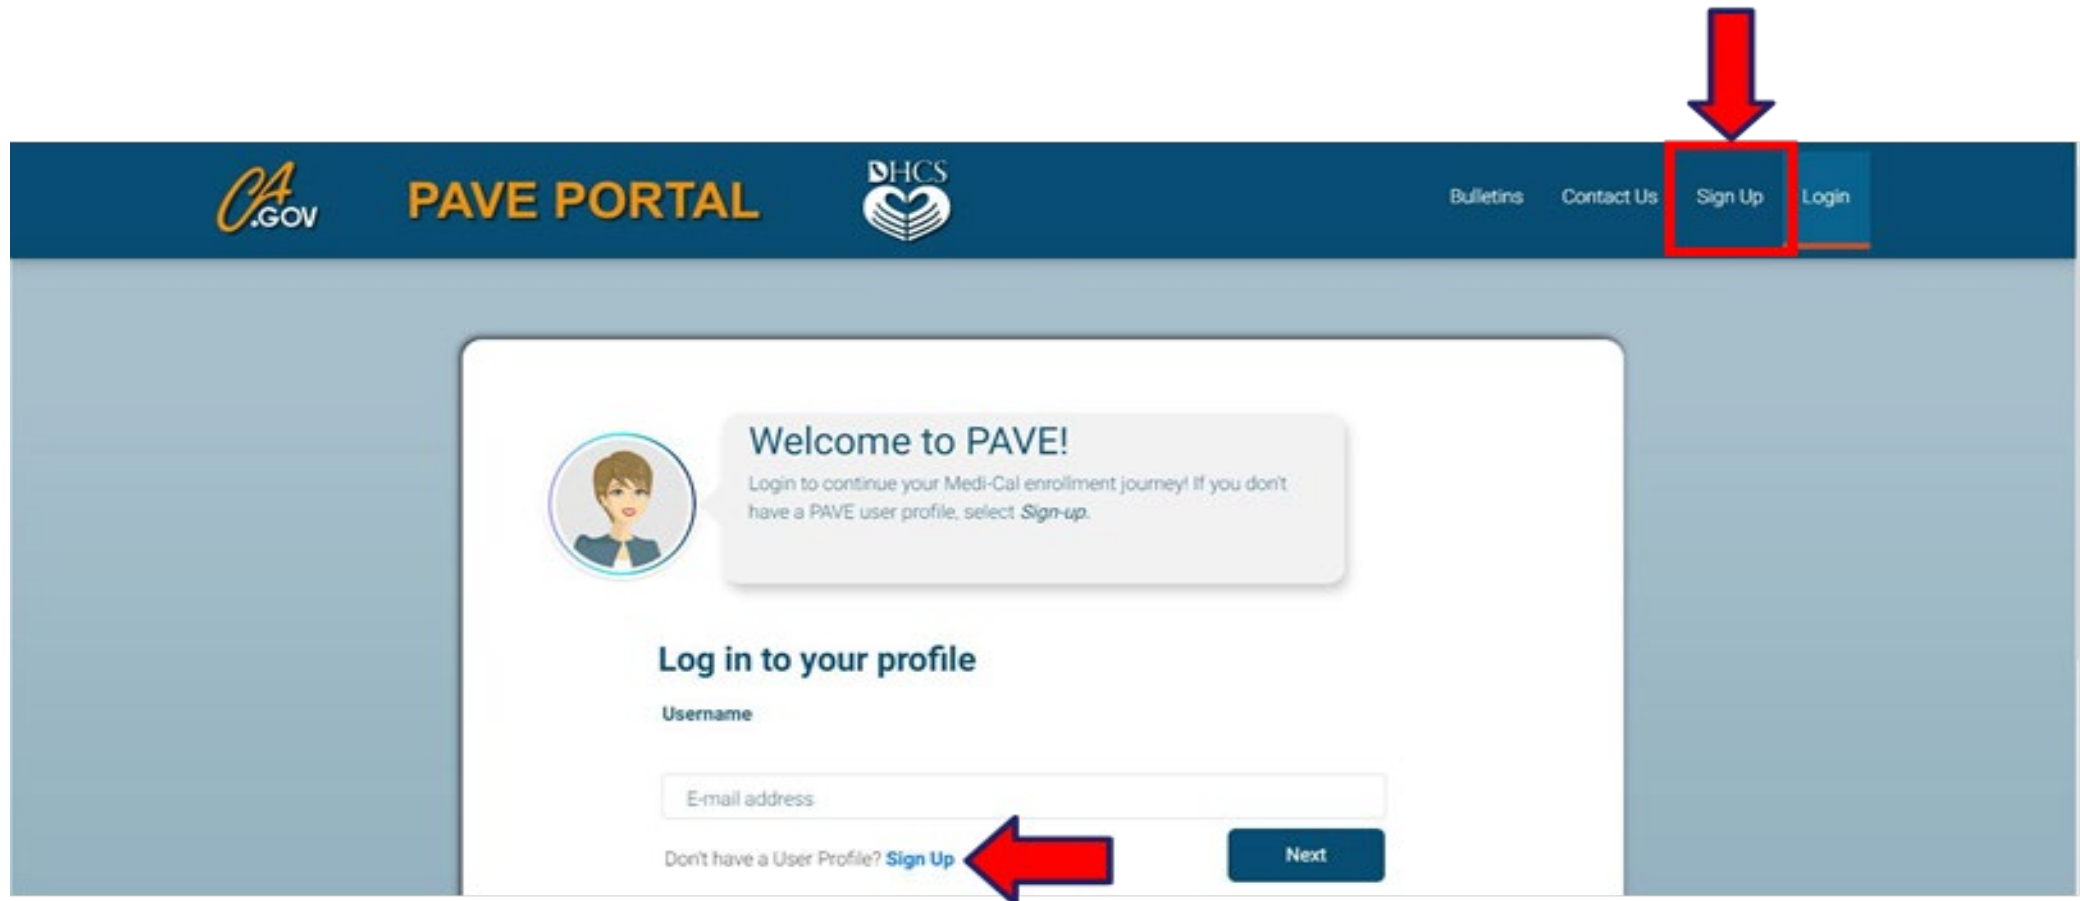 CA.GOV
PAVE PORTAL
DHCS
Bulletins Contact Us Sign Up Login
Welcome to PAVE!
Login to continue your Medi-Cal enrollment journey! If you don't
have a PAVE user profile, select Sign-up.
Log in to your profile
Username
E-mail address
Don't have a User Profile? Sign Up
Next